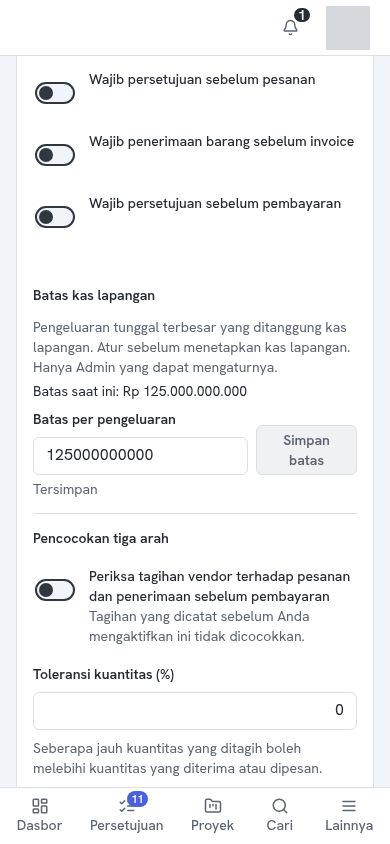 1
Wajib persetujuan sebelum pesanan
Wajib penerimaan barang sebelum invoice
Wajib persetujuan sebelum pembayaran
Batas kas lapangan
Pengeluaran tunggal terbesar yang ditanggung kas
lapangan. Atur sebelum menetapkan kas lapangan.
Hanya Admin yang dapat mengaturnya.
Batas saat ini: Rp 125.000.000.000
Batas per pengeluaran
125000000000
Simpan
batas
Tersimpan
Pencocokan tiga arah
Periksa tagihan vendor terhadap pesanan
dan penerimaan sebelum pembayaran
Tagihan yang dicatat sebelum Anda
mengaktifkan ini tidak dicocokkan.
Toleransi kuantitas (%)
0
Seberapa jauh kuantitas yang ditagih boleh
melebihi kuantitas yang diterima atau dipesan.
11
Dasbor Persetujuan Proyek Cari Lainnya